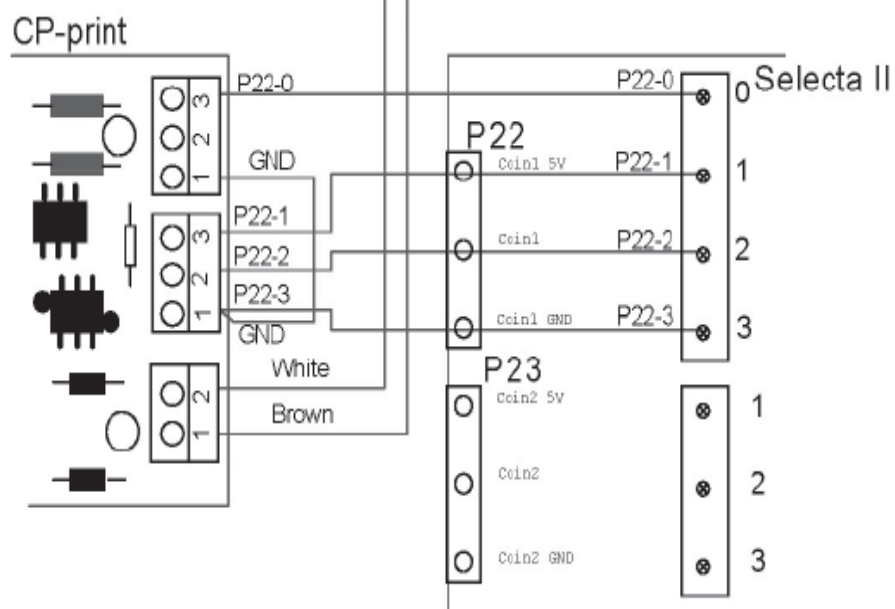 CP-print
Selecta II
3
2
1
P22-0
GND
P22-0
0
P22
Coin1 5V
P22-1
1
3
2
1
P22-1
P22-2
P22-3
GND
Coin1
P22-2
2
Coin1 GND
P22-3
3
2
1
White
Brown
P23
Coin2 5V
1
Coin2
2
Coin2 GND
3